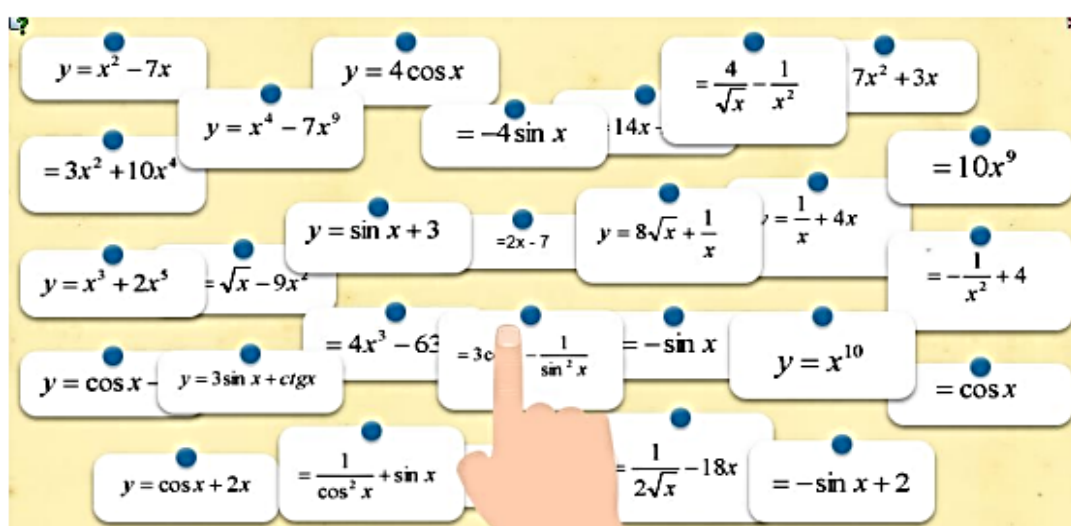 y = x² − 7x
y = 4 cos x
= 4/√x − 1/x²
7x² + 3x
y = x⁴ − 7x⁹
= −4 sin x
=14x -
= 3x² + 10x⁴
= 10x⁹
y = sin x + 3
=2x - 7
y = 8√x + 1/x
= 1/x + 4x
y = x³ + 2x⁵
= √x − 9x²
= − 1/x² + 4
= 4x³ − 63
= 3c − 1/sin² x
= −sin x
y = x¹⁰
y = cos x −
y = 3sin x + ctgx
= cos x
y = cos x + 2x
= 1/cos² x + sin x
= 1/2√x − 18x
= −sin x + 2